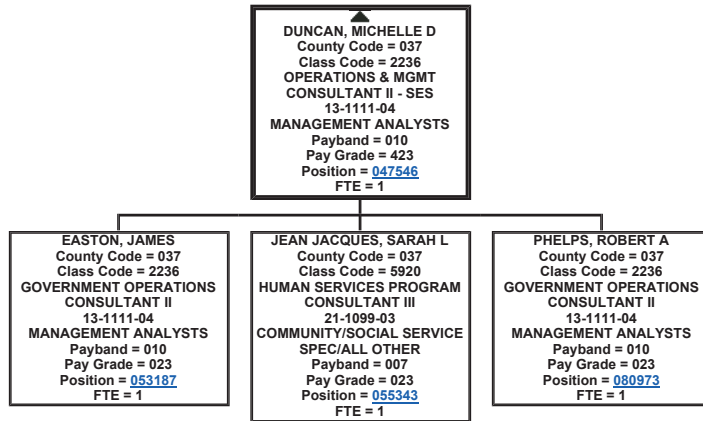 DUNCAN, MICHELLE D
County Code = 037
Class Code = 2236
OPERATIONS & MGMT
CONSULTANT II - SES
13-1111-04
MANAGEMENT ANALYSTS
Payband = 010
Pay Grade = 423
Position = 047546
FTE = 1
EASTON, JAMES
County Code = 037
Class Code = 2236
GOVERNMENT OPERATIONS
CONSULTANT II
13-1111-04
MANAGEMENT ANALYSTS
Payband = 010
Pay Grade = 023
Position = 053187
FTE = 1
JEAN JACQUES, SARAH L
County Code = 037
Class Code = 5920
HUMAN SERVICES PROGRAM
CONSULTANT III
21-1099-03
COMMUNITY/SOCIAL SERVICE
SPEC/ALL OTHER
Payband = 007
Pay Grade = 023
Position = 055343
FTE = 1
PHELPS, ROBERT A
County Code = 037
Class Code = 2236
GOVERNMENT OPERATIONS
CONSULTANT II
13-1111-04
MANAGEMENT ANALYSTS
Payband = 010
Pay Grade = 023
Position = 080973
FTE = 1